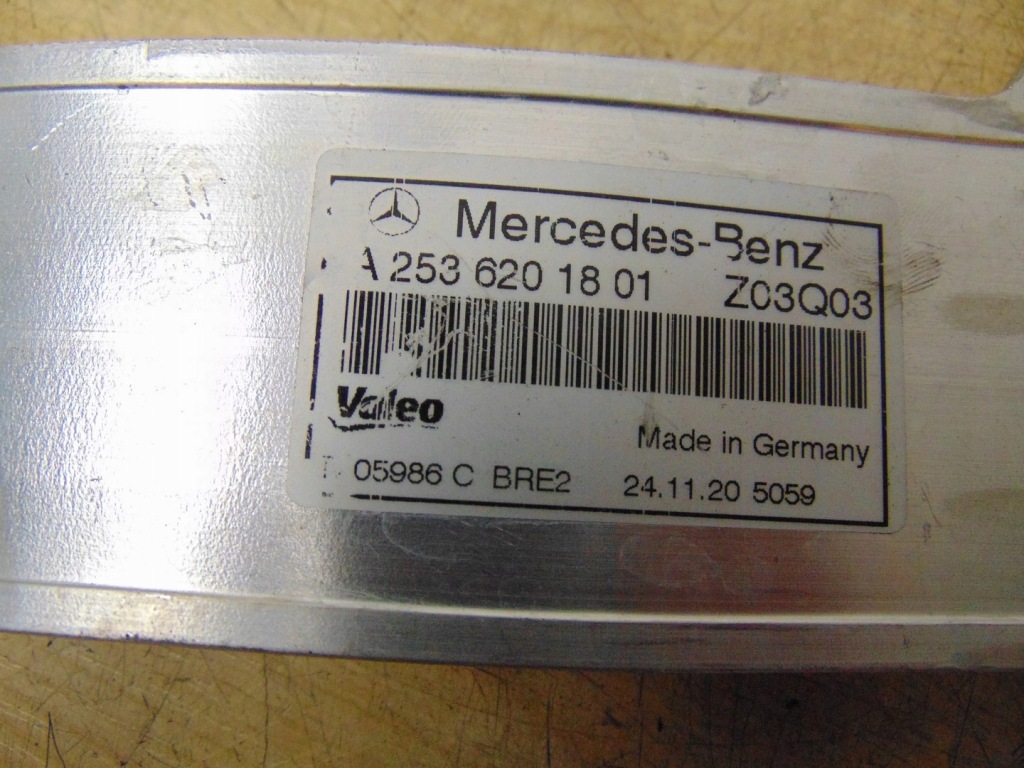 Mercedes-Benz
A 253 620 18 01 Z03Q03
Valeo
Made in Germany
05986 C BRE2 24.11.20 5059